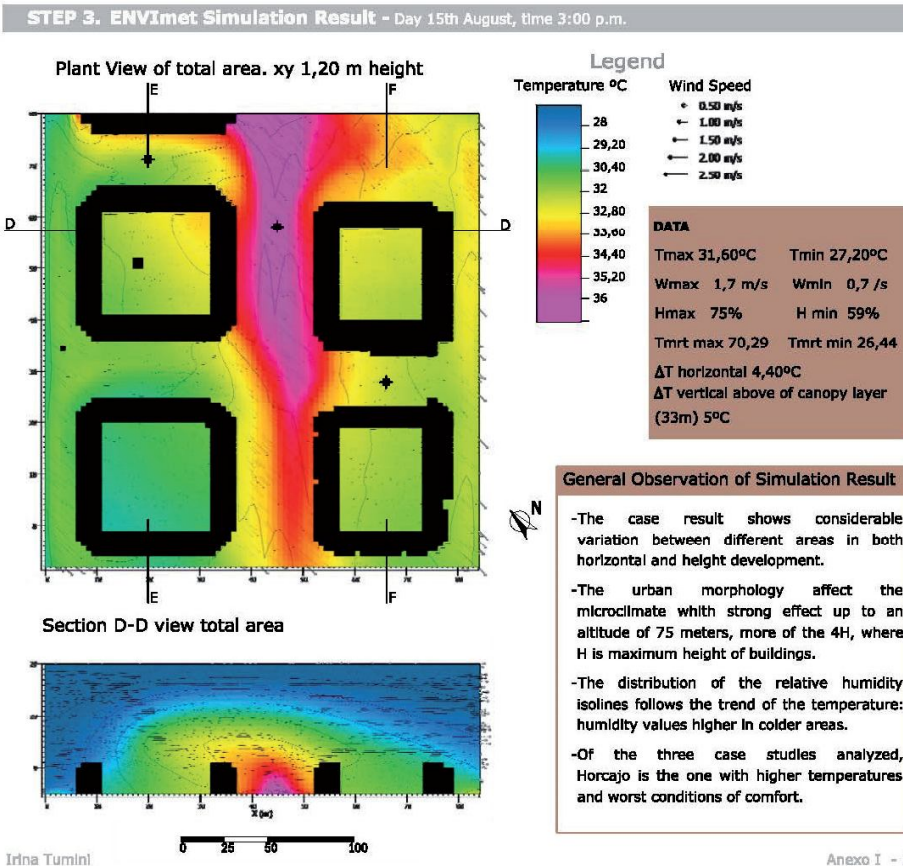 STEP 3. ENVImet Simulation Result - Day 15th August, time 3:00 p.m.
Plant View of total area. xy 1,20 m height
E
F
D
D
E
F
N
Legend
Temperature ºC
28
29,20
30,40
32
32,80
33,60
34,40
35,20
36
Wind Speed
0.50 m/s
1.00 m/s
1.50 m/s
2.00 m/s
2.50 m/s
DATA
Tmax 31,60ºC Tmin 27,20ºC
Wmax 1,7 m/s Wmin 0,7 /s
Hmax 75% H min 59%
Tmrt max 70,29 Tmrt min 26,44
ΔT horizontal 4,40ºC
ΔT vertical above of canopy layer
(33m) 5ºC
General Observation of Simulation Result
-The case result shows considerable
variation between different areas in both
horizontal and height development.
-The urban morphology affect the
microclimate whith strong effect up to an
altitude of 75 meters, more of the 4H, where
H is maximum height of buildings.
-The distribution of the relative humidity
isolines follows the trend of the temperature:
humidity values higher in colder areas.
-Of the three case studies analyzed,
Horcajo is the one with higher temperatures
and worst conditions of comfort.
Section D-D view total area
X (m)
0 25 50 100
Irina Tumini
Anexo I -